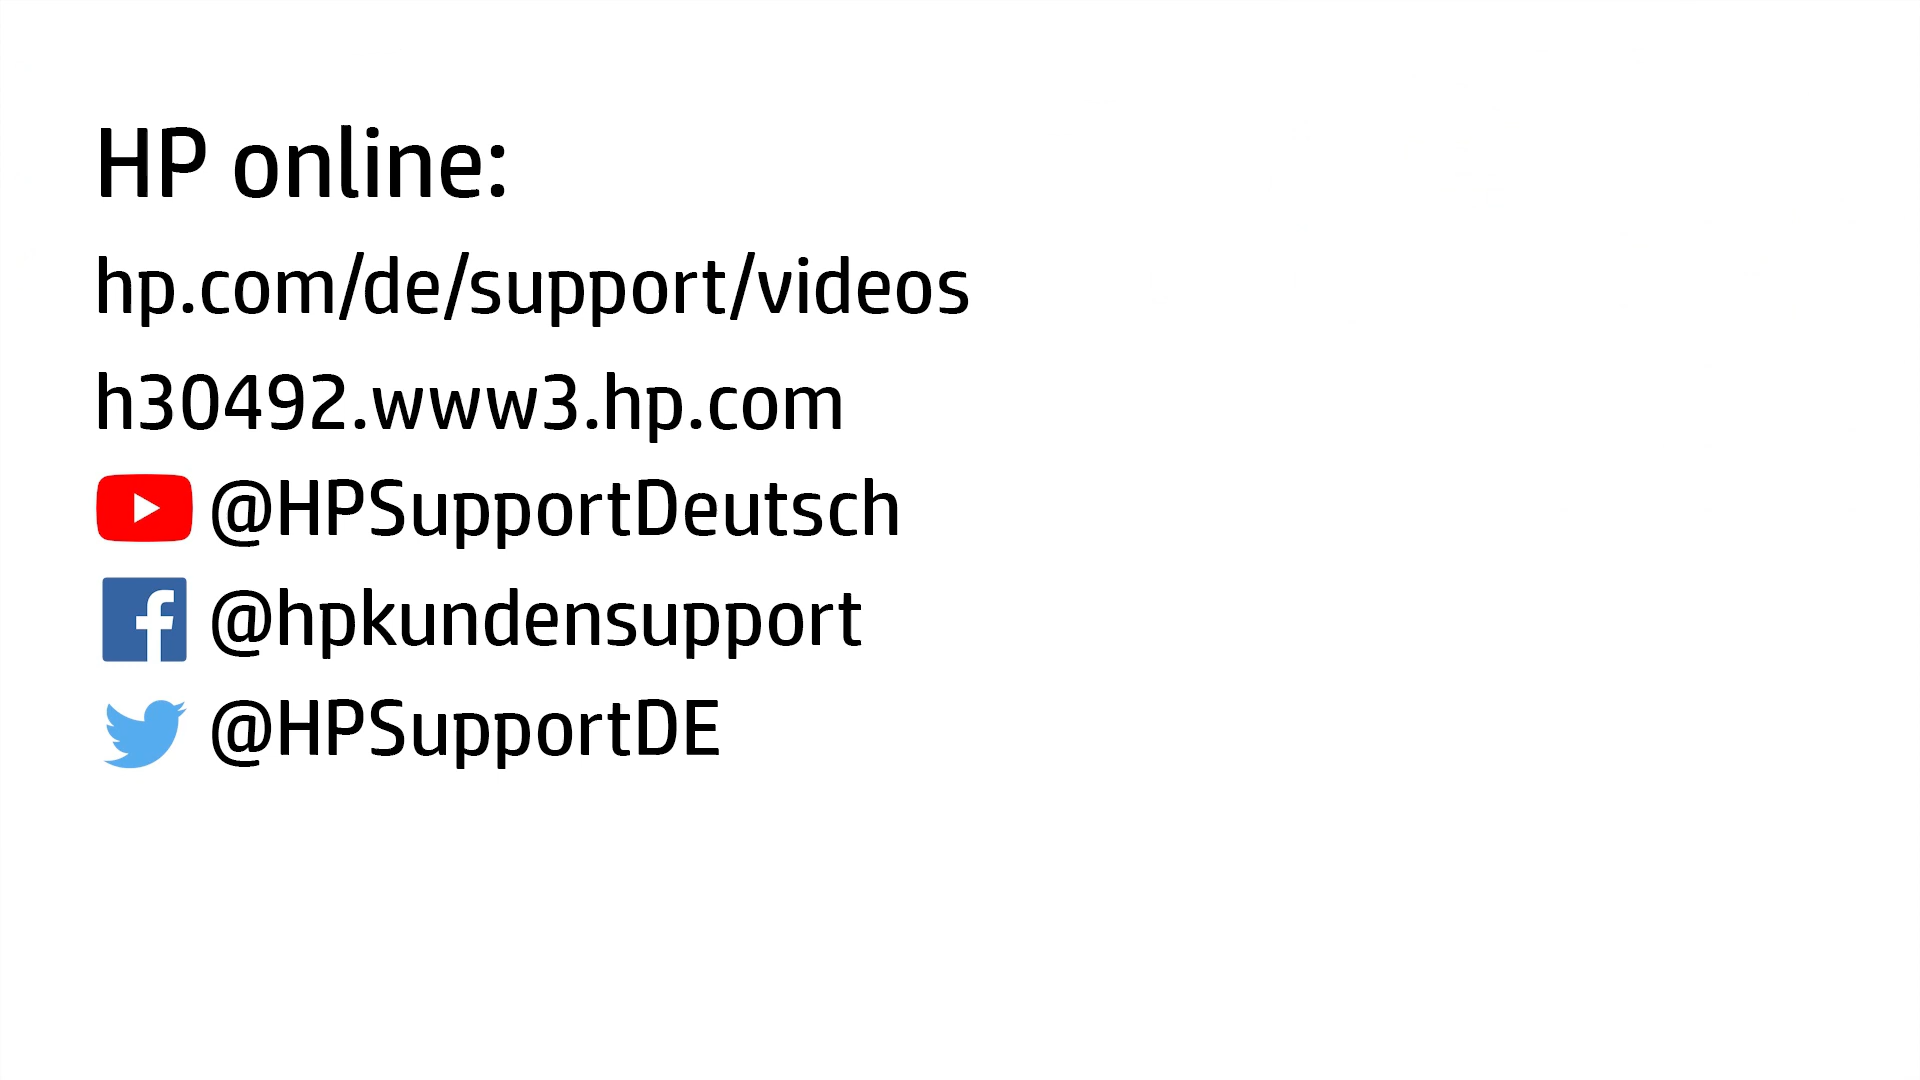 HP online:
hp.com/de/support/videos
h30492.www3.hp.com
@HPSupportDeutsch
@hpkundensupport
@HPSupportDE